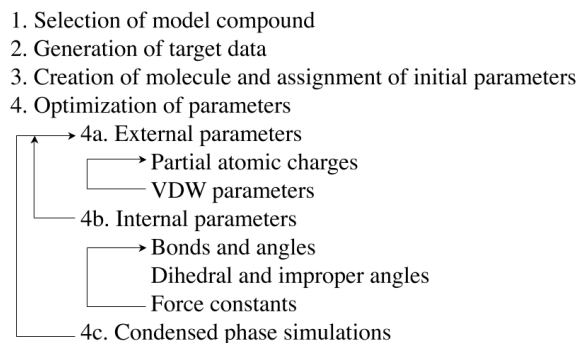 1. Selection of model compound
2. Generation of target data
3. Creation of molecule and assignment of initial parameters
4. Optimization of parameters
4a. External parameters
Partial atomic charges
VDW parameters
4b. Internal parameters
Bonds and angles
Dihedral and improper angles
Force constants
4c. Condensed phase simulations